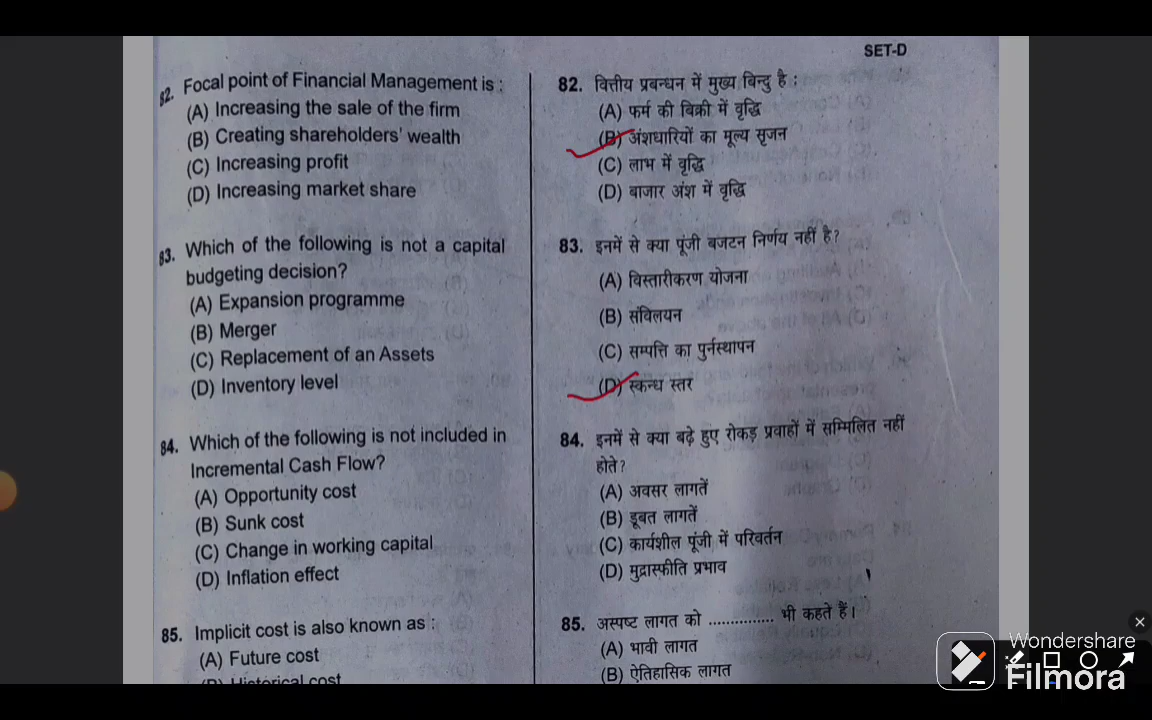 SET-D
82. Focal point of Financial Management is :
(A) Increasing the sale of the firm
(B) Creating shareholders' wealth
(C) Increasing profit
(D) Increasing market share
83. Which of the following is not a capital
budgeting decision?
(A) Expansion programme
(B) Merger
(C) Replacement of an Assets
(D) Inventory level
84. Which of the following is not included in
Incremental Cash Flow?
(A) Opportunity cost
(B) Sunk cost
(C) Change in working capital
(D) Inflation effect
85. Implicit cost is also known as :
(A) Future cost
(B) Historical cost
82. वित्तीय प्रबन्धन में मुख्य बिन्दु है :
(A) फर्म की बिक्री में वृद्धि
(B) अंशधारियों का मूल्य सृजन
(C) लाभ में वृद्धि
(D) बाजार अंश में वृद्धि
83. इनमें से क्या पूंजी बजटन निर्णय नहीं है?
(A) विस्तारीकरण योजना
(B) संविलयन
(C) सम्पत्ति का पुर्नस्थापन
(D) स्कन्ध स्तर
84. इनमें से क्या बढ़े हुए रोकड़ प्रवाहों में सम्मिलित नहीं
होते?
(A) अवसर लागतें
(B) डूबत लागतें
(C) कार्यशील पूंजी में परिवर्तन
(D) मुद्रास्फीति प्रभाव
85. अस्पष्ट लागत को ............... भी कहते हैं।
(A) भावी लागत
(B) ऐतिहासिक लागत
Wondershare
Filmora